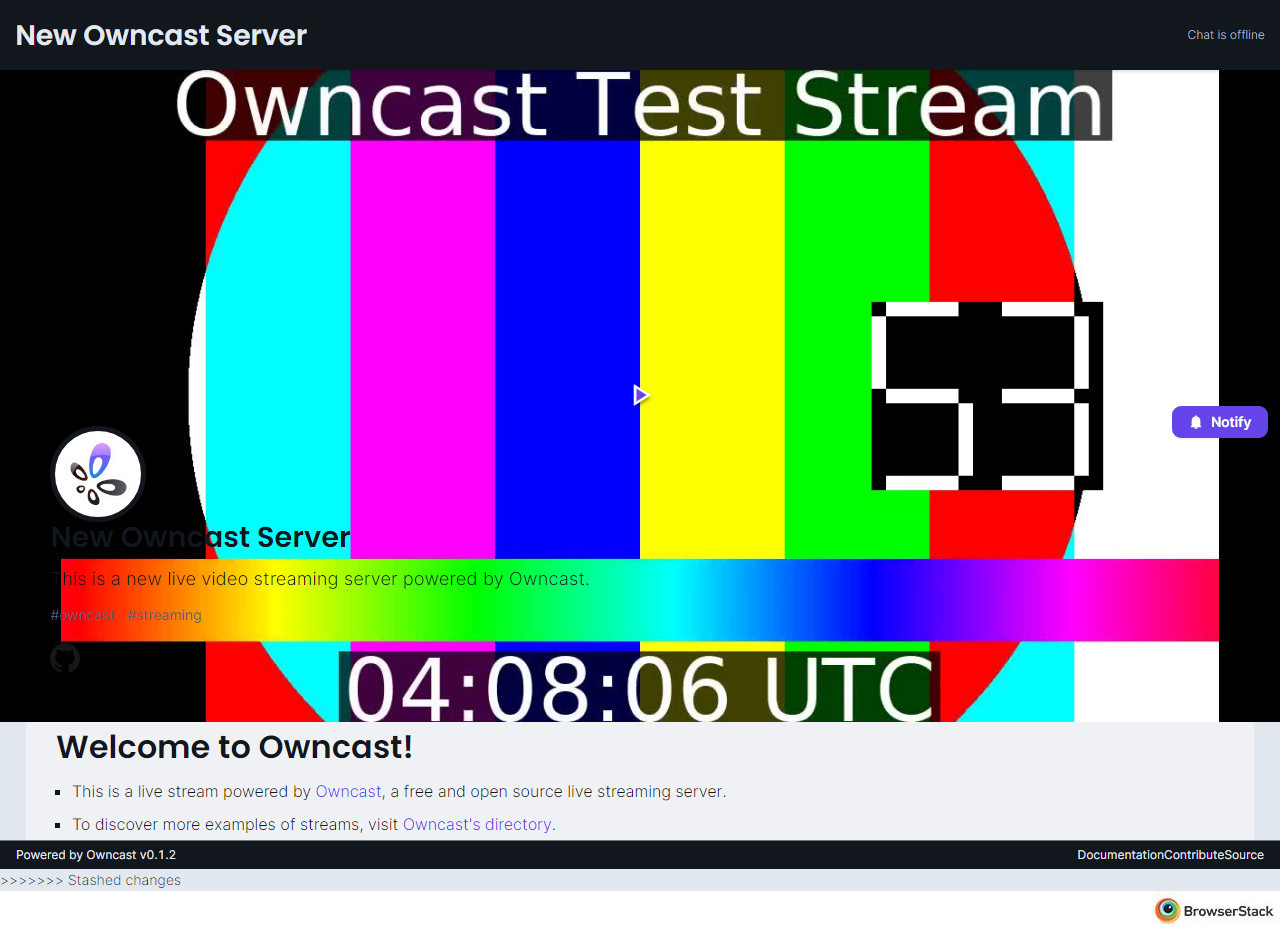 New Owncast Server
Chat is offline
Owncast Test Stream
53
Notify
New Owncast Server
This is a new live video streaming server powered by Owncast.
#owncast #streaming
04:08:06 UTC
Welcome to Owncast!
This is a live stream powered by Owncast, a free and open source live streaming server.
To discover more examples of streams, visit Owncast's directory.
Powered by Owncast v0.1.2
DocumentationContributeSource
>>>>>>> Stashed changes
BrowserStack